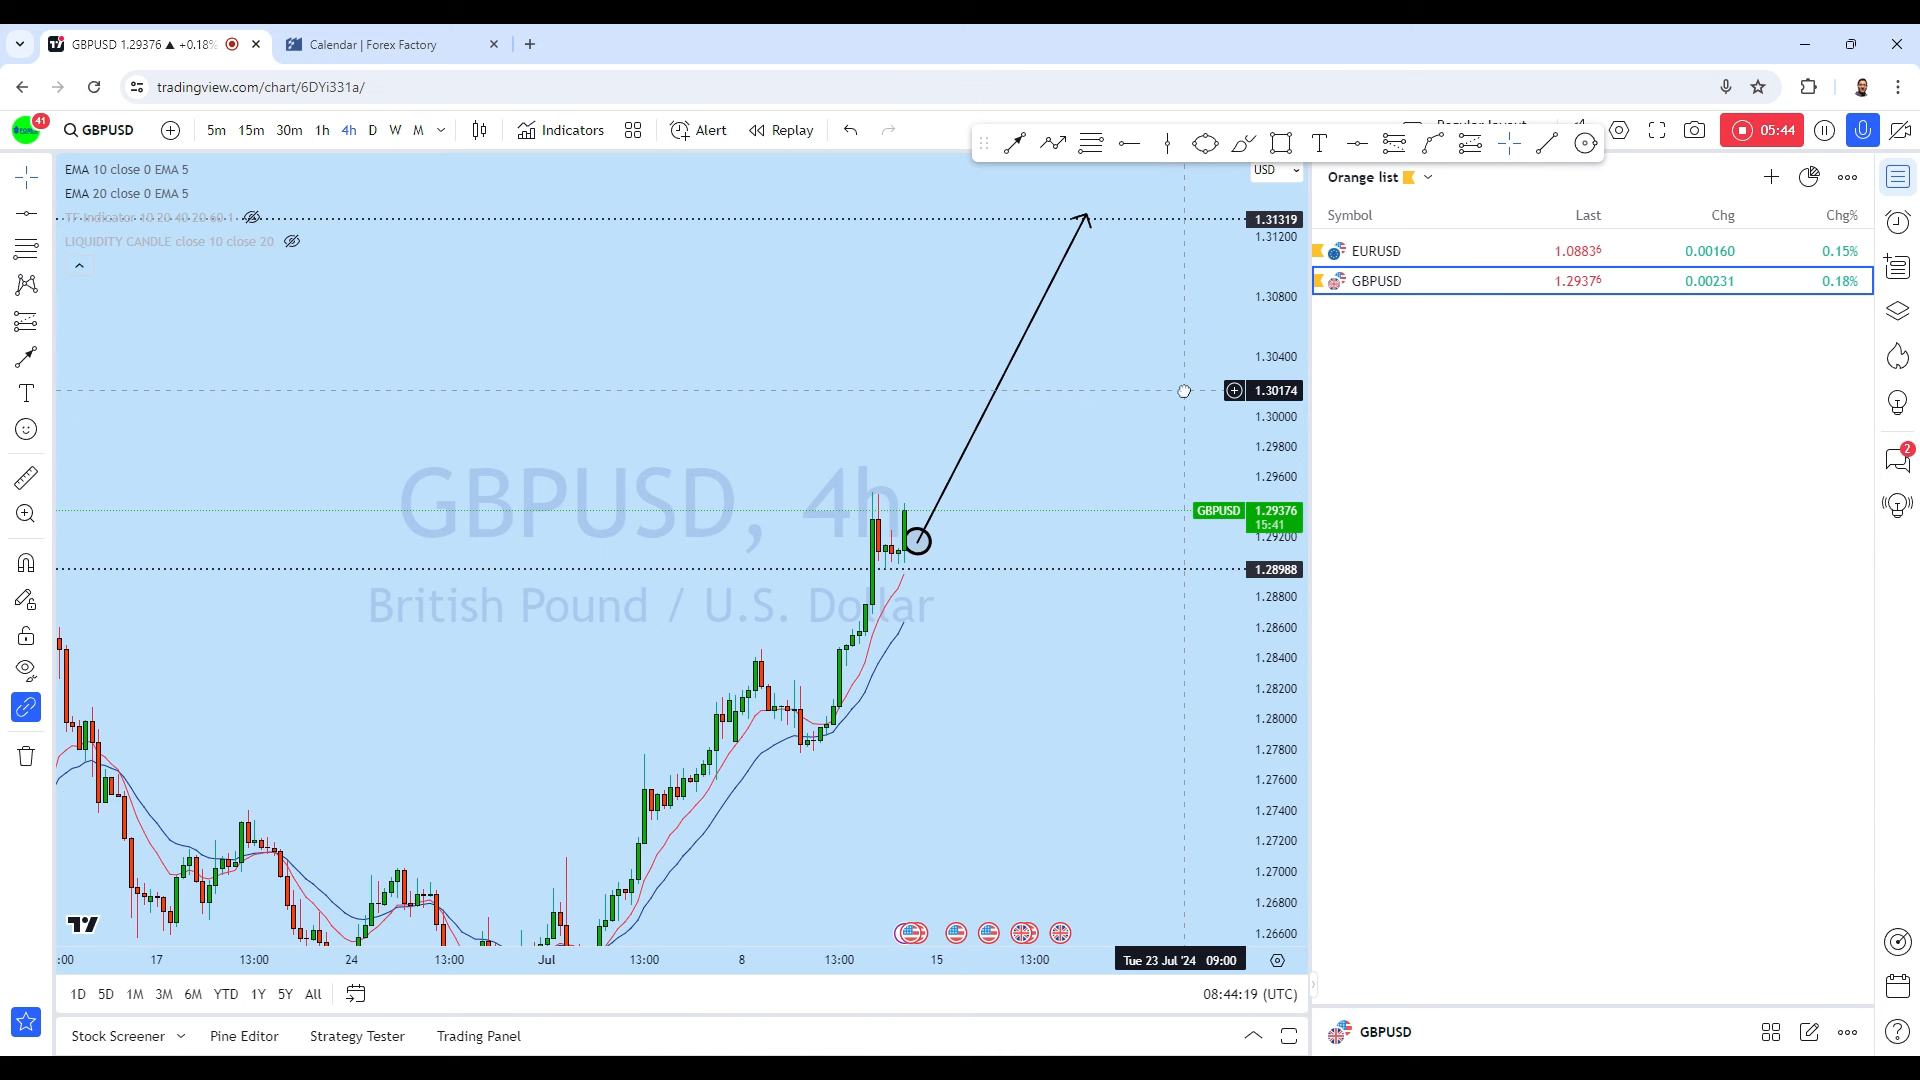 GBPUSD 1.29376 ▲ +0.18%
Calendar | Forex Factory
tradingview.com/chart/6DYi331a/
41
GBPUSD
5m 15m 30m 1h 4h D W M
Indicators
Alert
Replay
05:44
EMA 10 close 0 EMA 5
EMA 20 close 0 EMA 5
TF Indicator 10 20 40 20 60 1
LIQUIDITY CANDLE close 10 close 20
USD
1.31319
1.31200
1.30800
1.30400
1.30174
1.30000
1.29800
1.29600
GBPUSD 1.29376
15:41
1.29200
1.28988
1.28800
1.28600
1.28400
1.28200
1.28000
1.27800
1.27600
1.27400
1.27200
1.27000
1.26800
1.26600
GBPUSD, 4h
British Pound / U.S. Dollar
:00 17 13:00 24 13:00 Jul 13:00 8 13:00 15 13:00 Tue 23 Jul '24 09:00
1D 5D 1M 3M 6M YTD 1Y 5Y All
08:44:19 (UTC)
Stock Screener Pine Editor Strategy Tester Trading Panel
Orange list
Symbol Last Chg Chg%
EURUSD 1.08836 0.00160 0.15%
GBPUSD 1.29376 0.00231 0.18%
2
GBPUSD